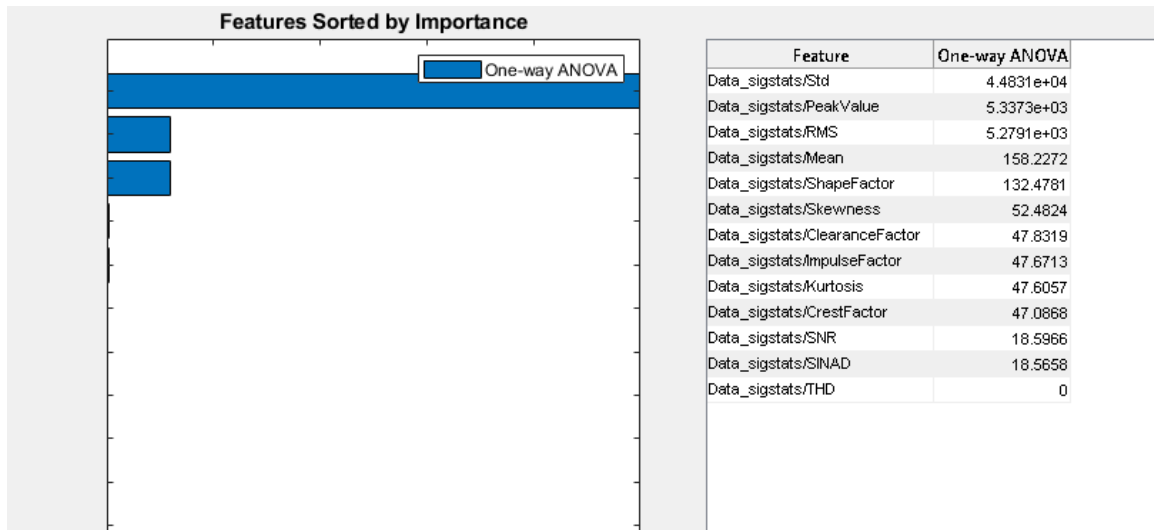 Features Sorted by Importance
One-way ANOVA
Feature One-way ANOVA
Data_sigstats/Std 4.4831e+04
Data_sigstats/PeakValue 5.3373e+03
Data_sigstats/RMS 5.2791e+03
Data_sigstats/Mean 158.2272
Data_sigstats/ShapeFactor 132.4781
Data_sigstats/Skewness 52.4824
Data_sigstats/ClearanceFactor 47.8319
Data_sigstats/ImpulseFactor 47.6713
Data_sigstats/Kurtosis 47.6057
Data_sigstats/CrestFactor 47.0868
Data_sigstats/SNR 18.5966
Data_sigstats/SINAD 18.5658
Data_sigstats/THD 0